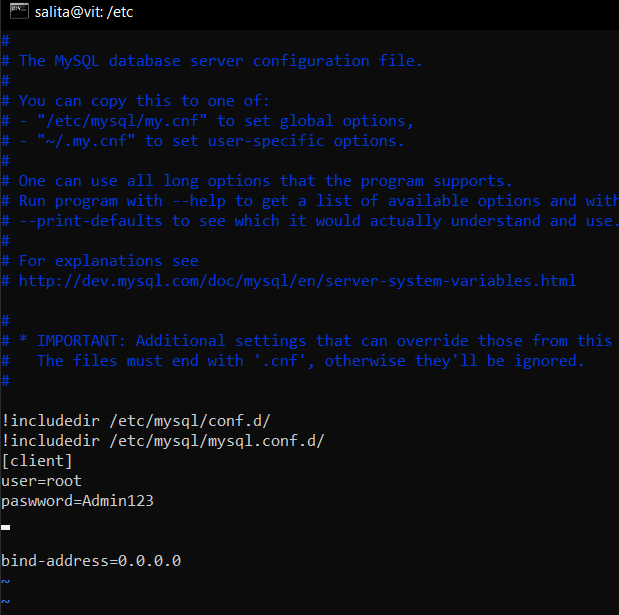 salita@vit: /etc
#
# The MySQL database server configuration file.
#
# You can copy this to one of:
# - "/etc/mysql/my.cnf" to set global options,
# - "~/.my.cnf" to set user-specific options.
#
# One can use all long options that the program supports.
# Run program with --help to get a list of available options and with
# --print-defaults to see which it would actually understand and use.
#
# For explanations see
# http://dev.mysql.com/doc/mysql/en/server-system-variables.html

#
# * IMPORTANT: Additional settings that can override those from this
#   The files must end with '.cnf', otherwise they'll be ignored.
#

!includedir /etc/mysql/conf.d/
!includedir /etc/mysql/mysql.conf.d/
[client]
user=root
paswword=Admin123

bind-address=0.0.0.0
~
~